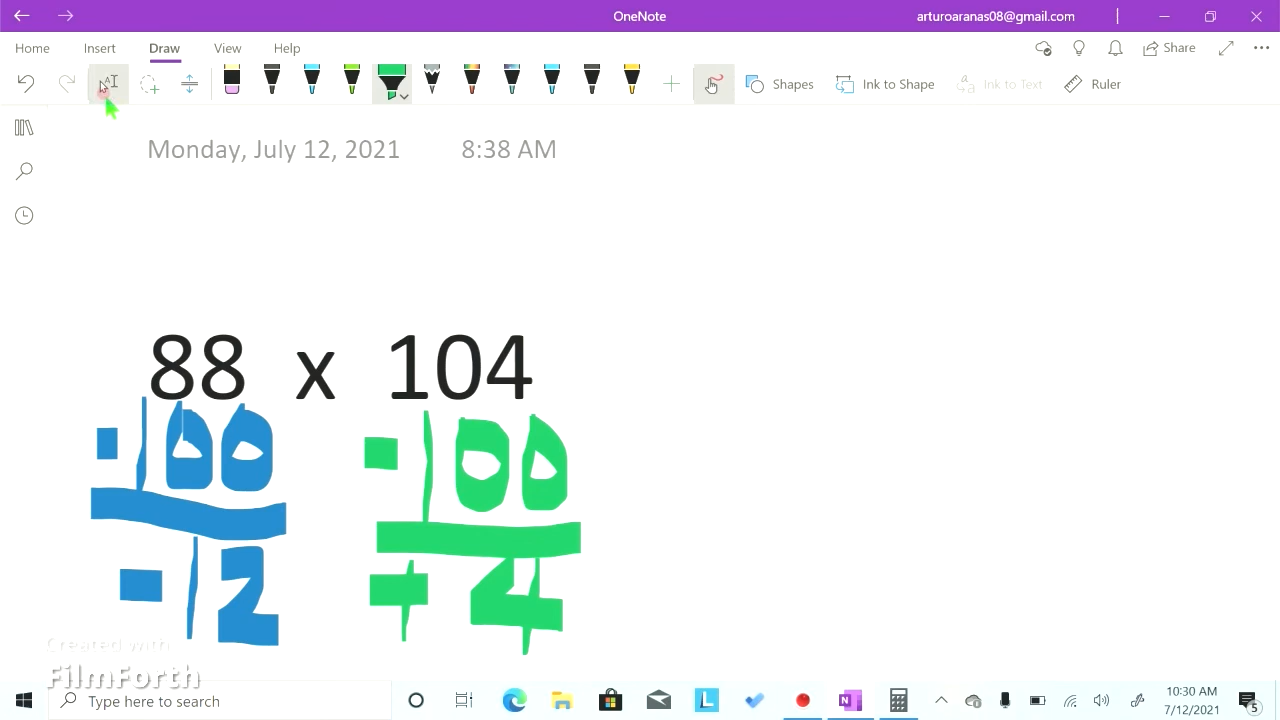 OneNote
arturoaranas08@gmail.com
Home Insert Draw View Help
Share
Shapes
Ink to Shape
Ink to Text
Ruler
Monday, July 12, 2021 8:38 AM
88 x 104
-100 -100
-12 +4
Created with
FilmForth
Type here to search
10:30 AM
7/12/2021
5